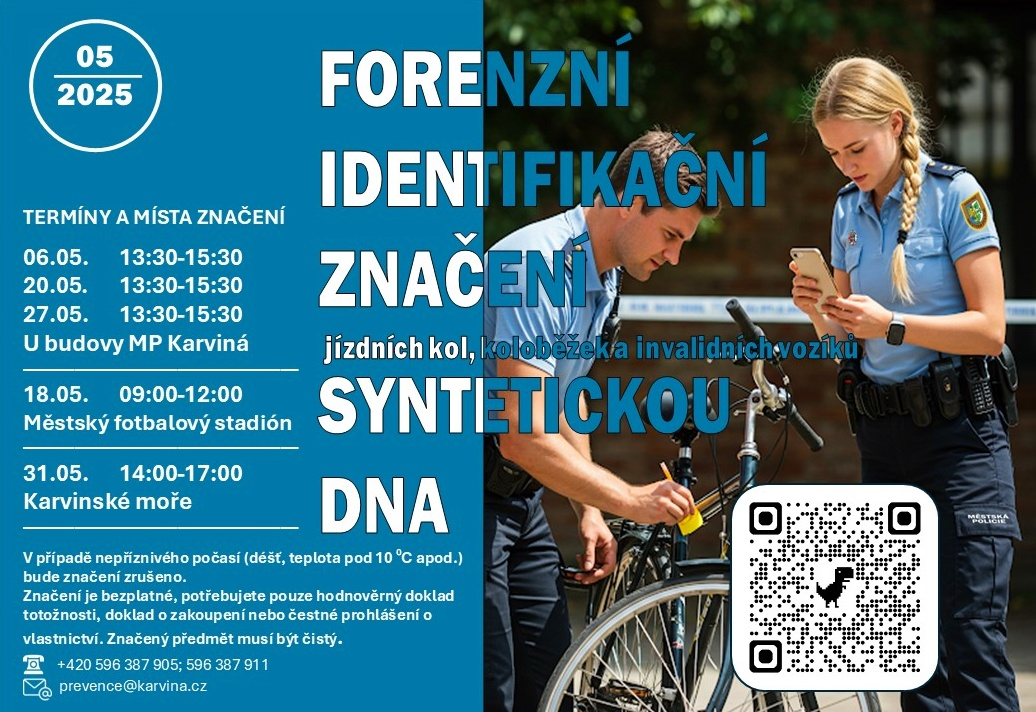 05
2025
FORENZNÍ
IDENTIFIKAČNÍ
ZNAČENÍ
jízdních kol, koloběžek a invalidních vozíků
SYNTETICKOU
DNA
TERMÍNY A MÍSTA ZNAČENÍ
06.05. 13:30-15:30
20.05. 13:30-15:30
27.05. 13:30-15:30
U budovy MP Karviná
18.05. 09:00-12:00
Městský fotbalový stadión
31.05. 14:00-17:00
Karvinské moře
V případě nepříznivého počasí (déšť, teplota pod 10 ⁰C apod.)
bude značení zrušeno.
Značení je bezplatné, potřebujete pouze hodnověrný doklad
totožnosti, doklad o zakoupení nebo čestné prohlášení o
vlastnictví. Značený předmět musí být čistý.
+420 596 387 905; 596 387 911
prevence@karvina.cz
MĚSTSKÁ
POLICIE